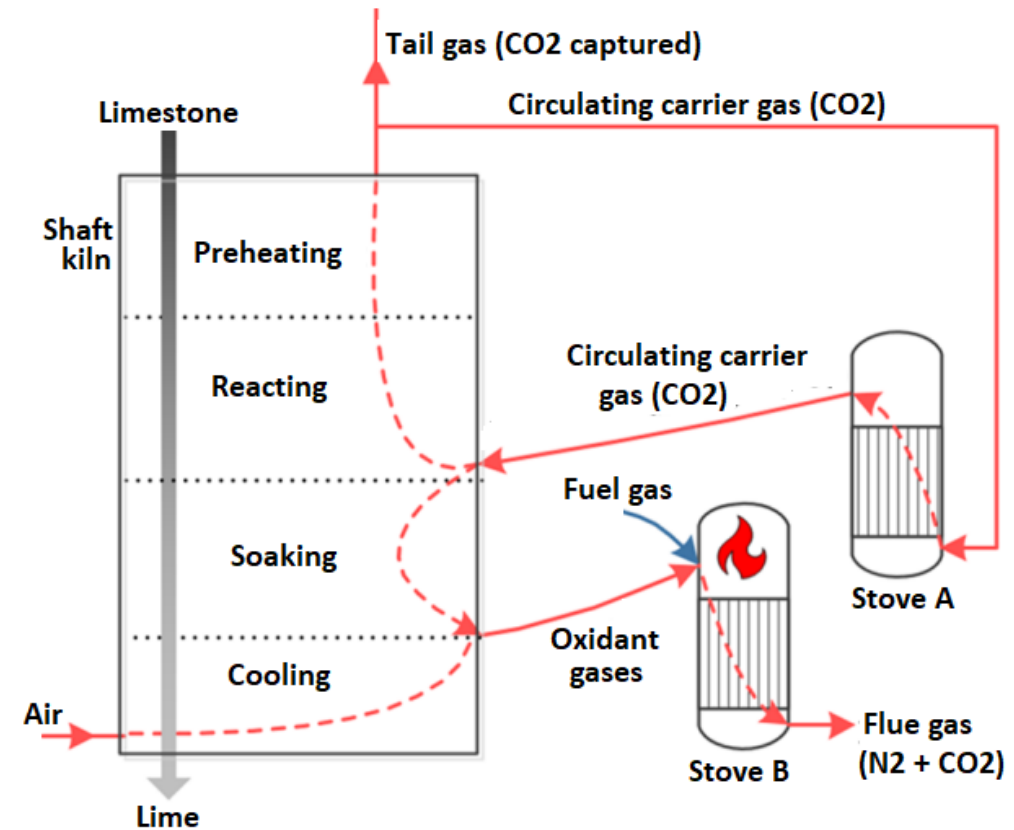 Tail gas (CO2 captured)
Circulating carrier gas (CO2)
Limestone
Shaft
kiln
Preheating
Reacting
Circulating carrier
gas (CO2)
Fuel gas
Soaking
Stove A
Oxidant
gases
Cooling
Air
Flue gas
(N2 + CO2)
Stove B
Lime